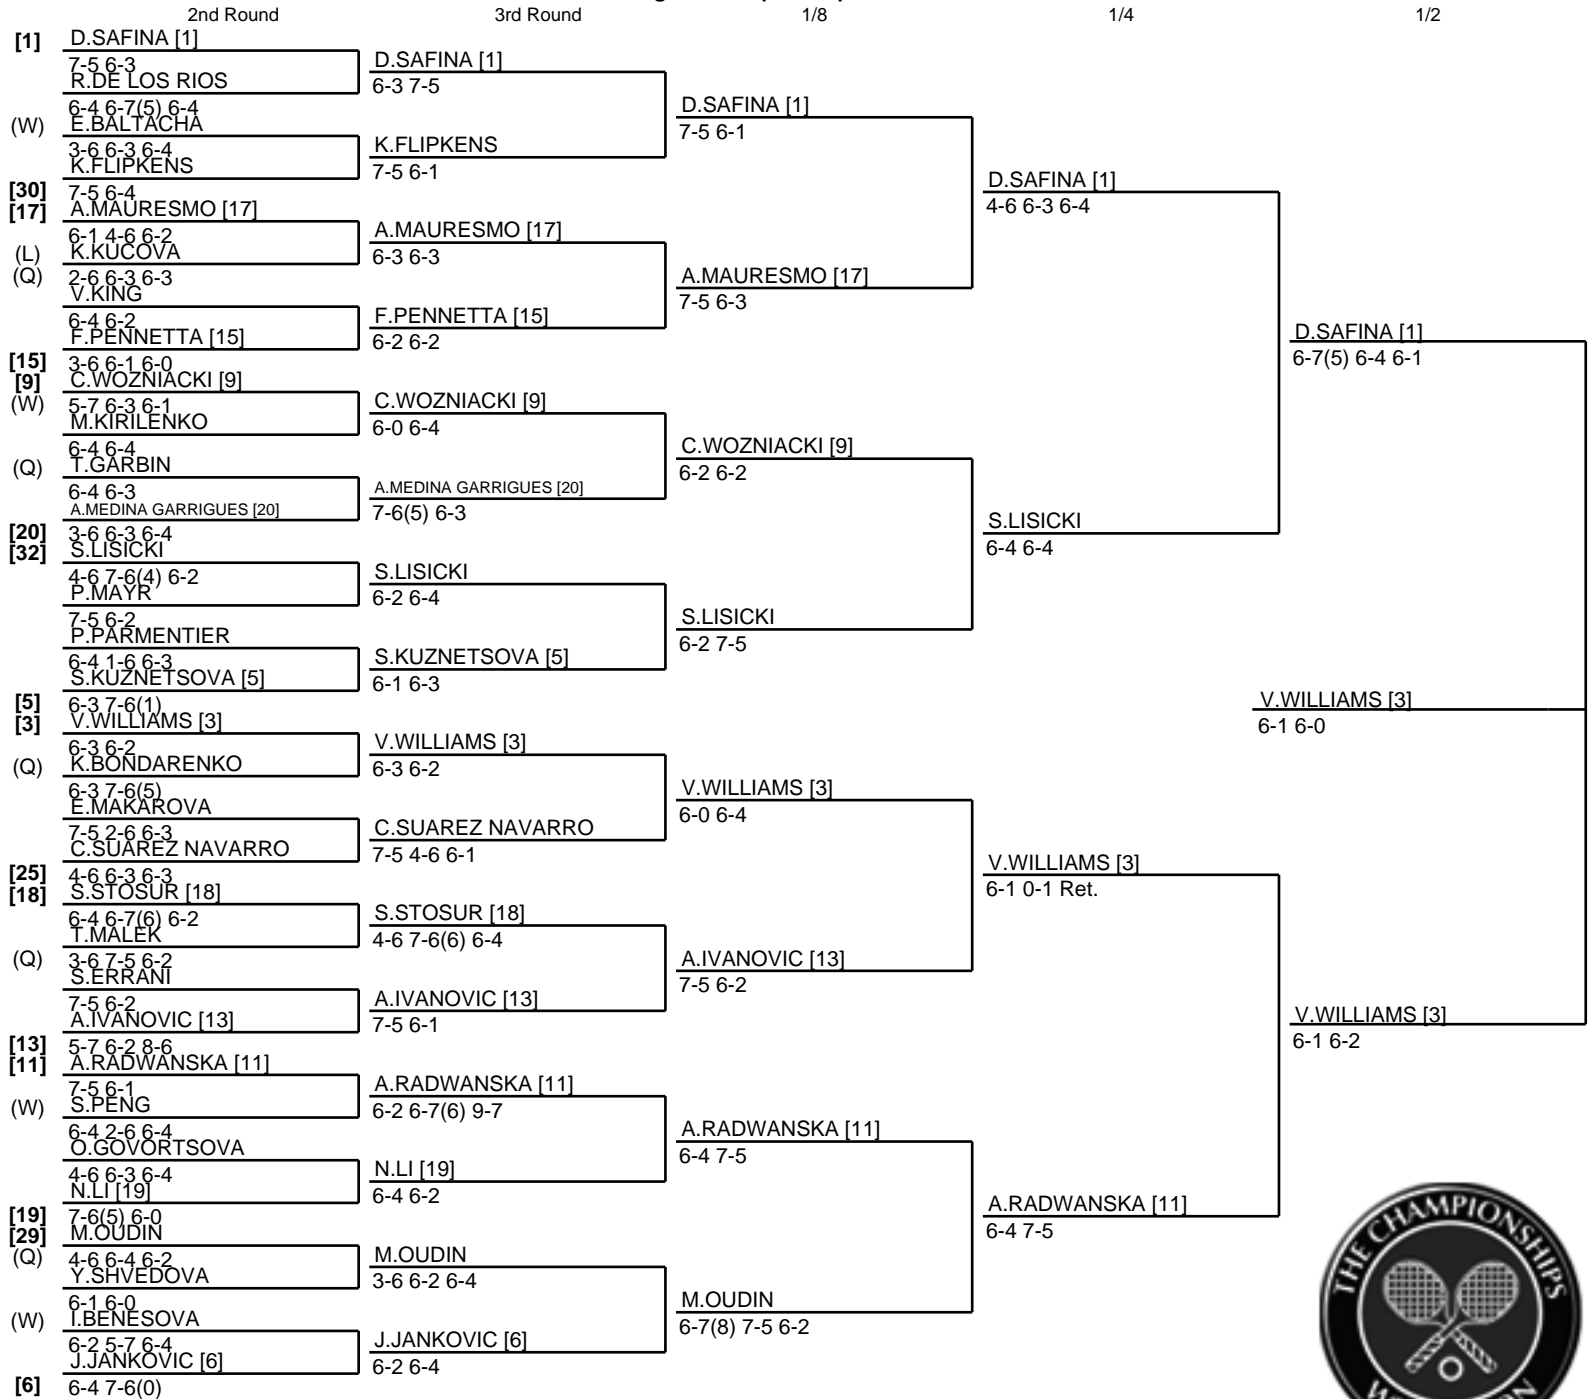 2nd Round 3rd Round 1/8 1/4 1/2
[1] D.SAFINA [1]
7-5 6-3
R.DE LOS RIOS
6-4 6-7(5) 6-4
(W) E.BALTACHA
3-6 6-3 6-4
K.FLIPKENS
[30] 7-5 6-4
[17] A.MAURESMO [17]
6-1 4-6 6-2
(L) K.KUCOVA
(Q) 2-6 6-3 6-3
V.KING
6-4 6-2
F.PENNETTA [15]
[15] 3-6 6-1 6-0
[9] C.WOZNIACKI [9]
(W) 5-7 6-3 6-1
M.KIRILENKO
6-4 6-4
(Q) T.GARBIN
6-4 6-3
A.MEDINA GARRIGUES [20]
[20] 3-6 6-3 6-4
[32] S.LISICKI
4-6 7-6(4) 6-2
P.MAYR
7-5 6-2
P.PARMENTIER
6-4 1-6 6-3
S.KUZNETSOVA [5]
[5] 6-3 7-6(1)
[3] V.WILLIAMS [3]
6-3 6-2
(Q) K.BONDARENKO
6-3 7-6(5)
E.MAKAROVA
7-5 2-6 6-3
C.SUAREZ NAVARRO
[25] 4-6 6-3 6-3
[18] S.STOSUR [18]
6-4 6-7(6) 6-2
T.MALEK
(Q) 3-6 7-5 6-2
S.ERRANI
7-5 6-2
A.IVANOVIC [13]
[13] 5-7 6-2 8-6
[11] A.RADWANSKA [11]
7-5 6-1
(W) S.PENG
6-4 2-6 6-4
O.GOVORTSOVA
4-6 6-3 6-4
N.LI [19]
[19] 7-6(5) 6-0
[29] M.OUDIN
(Q) 4-6 6-4 6-2
Y.SHVEDOVA
6-1 6-0
(W) I.BENESOVA
6-2 5-7 6-4
J.JANKOVIC [6]
[6] 6-4 7-6(0)
D.SAFINA [1]
6-3 7-5
K.FLIPKENS
7-5 6-1
A.MAURESMO [17]
6-3 6-3
F.PENNETTA [15]
6-2 6-2
C.WOZNIACKI [9]
6-0 6-4
A.MEDINA GARRIGUES [20]
7-6(5) 6-3
S.LISICKI
6-2 6-4
S.KUZNETSOVA [5]
6-1 6-3
V.WILLIAMS [3]
6-3 6-2
C.SUAREZ NAVARRO
7-5 4-6 6-1
S.STOSUR [18]
4-6 7-6(6) 6-4
A.IVANOVIC [13]
7-5 6-1
A.RADWANSKA [11]
6-2 6-7(6) 9-7
N.LI [19]
6-4 6-2
M.OUDIN
3-6 6-2 6-4
J.JANKOVIC [6]
6-2 6-4
D.SAFINA [1]
7-5 6-1
A.MAURESMO [17]
7-5 6-3
C.WOZNIACKI [9]
6-2 6-2
S.LISICKI
6-2 7-5
V.WILLIAMS [3]
6-0 6-4
A.IVANOVIC [13]
7-5 6-2
A.RADWANSKA [11]
6-4 7-5
M.OUDIN
6-7(8) 7-5 6-2
D.SAFINA [1]
4-6 6-3 6-4
S.LISICKI
6-4 6-4
V.WILLIAMS [3]
6-1 0-1 Ret.
A.RADWANSKA [11]
6-4 7-5
D.SAFINA [1]
6-7(5) 6-4 6-1
V.WILLIAMS [3]
6-1 6-2
V.WILLIAMS [3]
6-1 6-0
THE CHAMPIONSHIPS